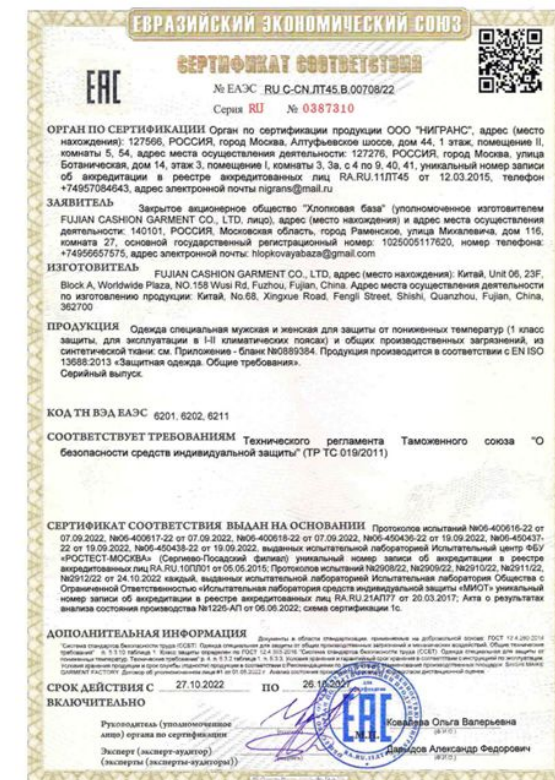 ЕВРАЗИЙСКИЙ ЭКОНОМИЧЕСКИЙ СОЮЗ
СЕРТИФИКАТ СООТВЕТСТВИЯ
ЕАС
№ ЕАЭС RU C-CN.ЛТ45.В.00708/22
Серия RU № 0387310
ОРГАН ПО СЕРТИФИКАЦИИ Орган по сертификации продукции ООО "НИГРАНС", адрес (место
нахождения): 127566, РОССИЯ, город Москва, Алтуфьевское шоссе, дом 44, 1 этаж, помещение II,
комнаты 5, 54, адрес места осуществления деятельности: 127276, РОССИЯ, город Москва, улица
Ботаническая, дом 14, этаж 3, помещение I, комнаты 3, 3а, с 4 по 9, 40, 41, уникальный номер записи
об аккредитации в реестре аккредитованных лиц RA.RU.11ЛТ45 от 12.03.2015, телефон
+74957084643, адрес электронной почты nigrans@mail.ru
ЗАЯВИТЕЛЬ
Закрытое акционерное общество "Хлопковая база" (уполномоченное изготовителем
FUJIAN CASHION GARMENT CO., LTD, лицо), адрес (место нахождения) и адрес места осуществления
деятельности: 140101, РОССИЯ, Московская область, город Раменское, улица Михалевича, дом 116,
комната 27, основной государственный регистрационный номер: 1025005117620, номер телефона:
+74956657575, адрес электронной почты: hlopkovayabaza@gmail.com
ИЗГОТОВИТЕЛЬ
FUJIAN CASHION GARMENT CO., LTD, адрес (место нахождения): Китай, Unit 06, 23F,
Block A, Worldwide Plaza, NO.158 Wusi Rd, Fuzhou, Fujian, China. Адрес места осуществления деятельности
по изготовлению продукции: Китай, No.68, Xingxue Road, Fengli Street, Shishi, Quanzhou, Fujian, China,
362700
ПРОДУКЦИЯ Одежда специальная мужская и женская для защиты от пониженных температур (1 класс
защиты, для эксплуатации в I-II климатических поясах) и общих производственных загрязнений, из
синтетической ткани: см. Приложение - бланк №0889384. Продукция производится в соответствии с EN ISO
13688:2013 «Защитная одежда. Общие требования».
Серийный выпуск.
КОД ТН ВЭД ЕАЭС 6201, 6202, 6211
СООТВЕТСТВУЕТ ТРЕБОВАНИЯМ Технического регламента Таможенного союза "О
безопасности средств индивидуальной защиты" (ТР ТС 019/2011)
СЕРТИФИКАТ СООТВЕТСТВИЯ ВЫДАН НА ОСНОВАНИИ Протоколов испытаний №06-400616-22 от
07.09.2022, №06-400617-22 от 07.09.2022, №06-400618-22 от 07.09.2022, №06-450436-22 от 19.09.2022, №06-450437-
22 от 19.09.2022, №06-450438-22 от 19.09.2022, выданных испытательной лабораторией Испытательный центр ФБУ
«РОСТЕСТ-МОСКВА» (Сергиево-Посадский филиал) уникальный номер записи об аккредитации в реестре
аккредитованных лиц RA.RU.10ПЛ01 от 05.05.2015; Протоколов испытаний №2908/22, №2909/22, №2910/22, №2911/22,
№2912/22 от 24.10.2022 каждый, выданных испытательной лабораторией Испытательная лаборатория Общества с
Ограниченной Ответственностью «Испытательная лаборатория средств индивидуальной защиты «МИОТ» уникальный
номер записи об аккредитации в реестре аккредитованных лиц RA.RU.21АП77 от 20.03.2017; Акта о результатах
анализа состояния производства №1226-АП от 06.06.2022; схема сертификации 1с.
ДОПОЛНИТЕЛЬНАЯ ИНФОРМАЦИЯ
СРОК ДЕЙСТВИЯ С 27.10.2022 ПО 26.10.2027
ВКЛЮЧИТЕЛЬНО
Руководитель (уполномоченное
лицо) органа по сертификации
Ковалева Ольга Валерьевна
М.П.
Эксперт (эксперт-аудитор)
(эксперты (эксперты-аудиторы))
Давыдов Александр Федорович